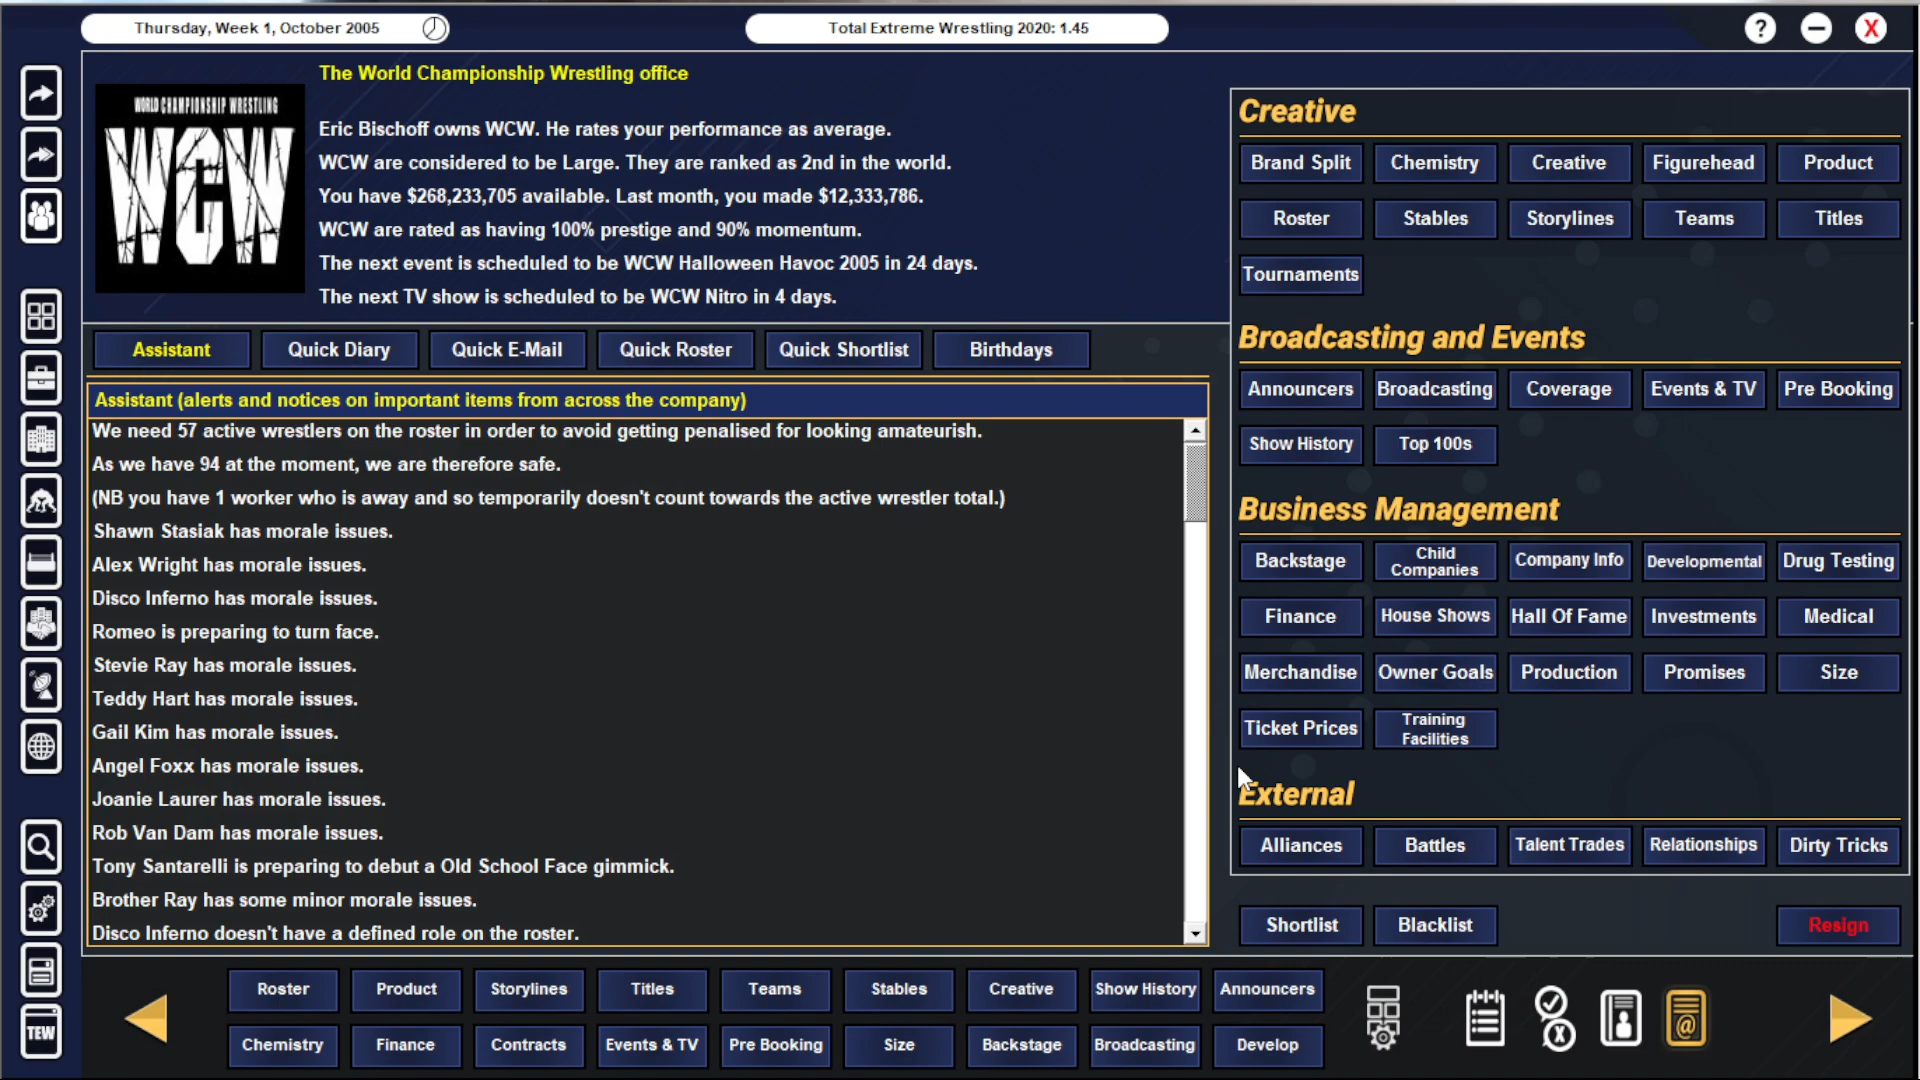 Thursday, Week 1, October 2005
Total Extreme Wrestling 2020: 1.45
?
X
WORLD CHAMPIONSHIP WRESTLING
WCW
The World Championship Wrestling office
Eric Bischoff owns WCW. He rates your performance as average.
WCW are considered to be Large. They are ranked as 2nd in the world.
You have $268,233,705 available. Last month, you made $12,333,786.
WCW are rated as having 100% prestige and 90% momentum.
The next event is scheduled to be WCW Halloween Havoc 2005 in 24 days.
The next TV show is scheduled to be WCW Nitro in 4 days.
Assistant
Quick Diary
Quick E-Mail
Quick Roster
Quick Shortlist
Birthdays
Assistant (alerts and notices on important items from across the company)
We need 57 active wrestlers on the roster in order to avoid getting penalised for looking amateurish.
As we have 94 at the moment, we are therefore safe.
(NB you have 1 worker who is away and so temporarily doesn't count towards the active wrestler total.)
Shawn Stasiak has morale issues.
Alex Wright has morale issues.
Disco Inferno has morale issues.
Romeo is preparing to turn face.
Stevie Ray has morale issues.
Teddy Hart has morale issues.
Gail Kim has morale issues.
Angel Foxx has morale issues.
Joanie Laurer has morale issues.
Rob Van Dam has morale issues.
Tony Santarelli is preparing to debut a Old School Face gimmick.
Brother Ray has some minor morale issues.
Disco Inferno doesn't have a defined role on the roster.
Creative
Brand Split
Chemistry
Creative
Figurehead
Product
Roster
Stables
Storylines
Teams
Titles
Tournaments
Broadcasting and Events
Announcers
Broadcasting
Coverage
Events & TV
Pre Booking
Show History
Top 100s
Business Management
Backstage
Child
Companies
Company Info
Developmental
Drug Testing
Finance
House Shows
Hall Of Fame
Investments
Medical
Merchandise
Owner Goals
Production
Promises
Size
Ticket Prices
Training
Facilities
External
Alliances
Battles
Talent Trades
Relationships
Dirty Tricks
Shortlist
Blacklist
Resign
TEW
Roster
Product
Storylines
Titles
Teams
Stables
Creative
Show History
Announcers
Chemistry
Finance
Contracts
Events & TV
Pre Booking
Size
Backstage
Broadcasting
Develop
X
@